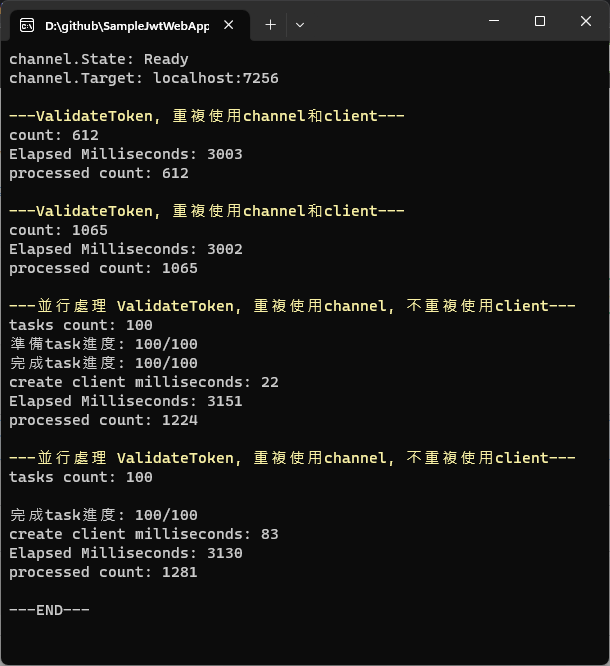 D:\github\SampleJwtWebApp
channel.State: Ready
channel.Target: localhost:7256
---ValidateToken, 重複使用channel和client---
count: 612
Elapsed Milliseconds: 3003
processed count: 612
---ValidateToken, 重複使用channel和client---
count: 1065
Elapsed Milliseconds: 3002
processed count: 1065
---並行處理 ValidateToken, 重複使用channel, 不重複使用client---
tasks count: 100
準備task進度: 100/100
完成task進度: 100/100
create client milliseconds: 22
Elapsed Milliseconds: 3151
processed count: 1224
---並行處理 ValidateToken, 重複使用channel, 不重複使用client---
tasks count: 100
完成task進度: 100/100
create client milliseconds: 83
Elapsed Milliseconds: 3130
processed count: 1281
---END---